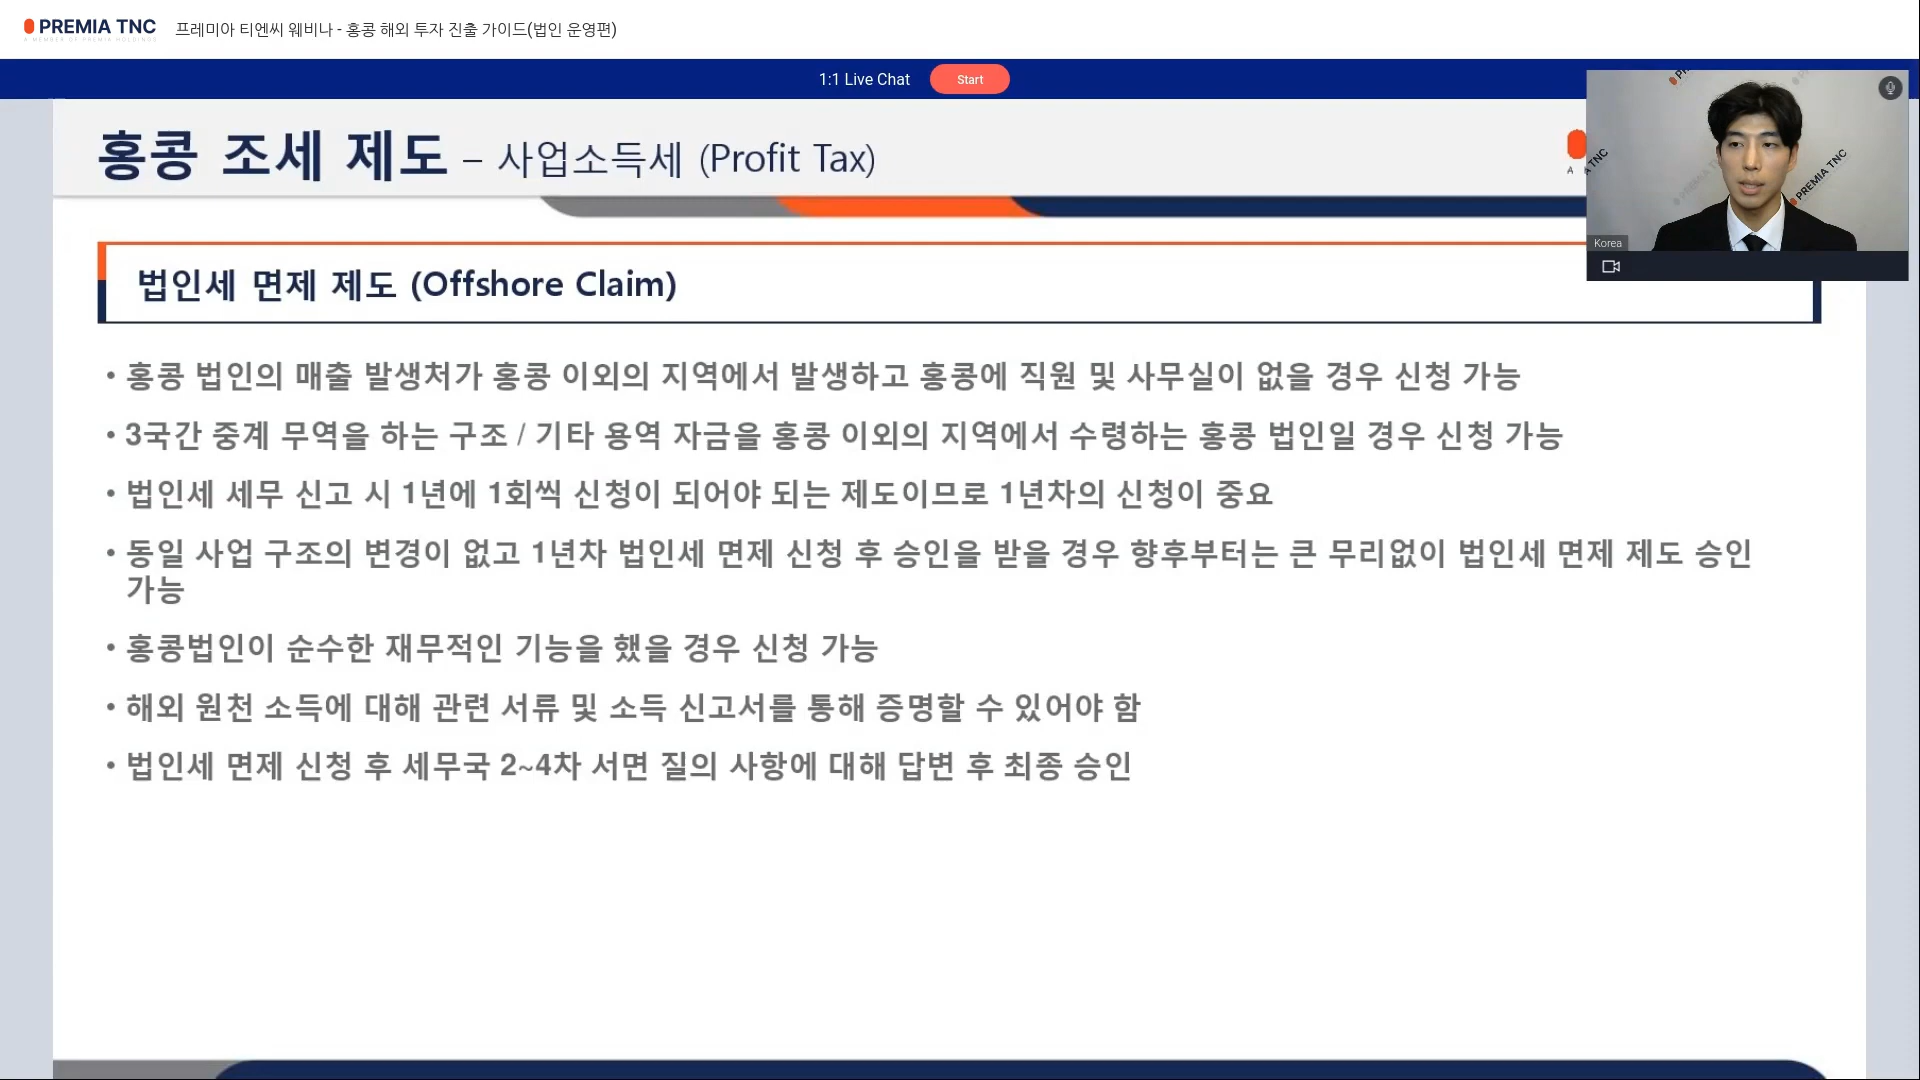 PREMIA TNC
A MEMBER OF PREMIA HOLDINGS
프레미아 티엔씨 웨비나 - 홍콩 해외 투자 진출 가이드(법인 운영편)
1:1 Live Chat
Start
홍콩 조세 제도 – 사업소득세 (Profit Tax)
PREMIA TNC
Korea
법인세 면제 제도 (Offshore Claim)
• 홍콩 법인의 매출 발생처가 홍콩 이외의 지역에서 발생하고 홍콩에 직원 및 사무실이 없을 경우 신청 가능
• 3국간 중계 무역을 하는 구조 / 기타 용역 자금을 홍콩 이외의 지역에서 수령하는 홍콩 법인일 경우 신청 가능
• 법인세 세무 신고 시 1년에 1회씩 신청이 되어야 되는 제도이므로 1년차의 신청이 중요
• 동일 사업 구조의 변경이 없고 1년차 법인세 면제 신청 후 승인을 받을 경우 향후부터는 큰 무리없이 법인세 면제 제도 승인
가능
• 홍콩법인이 순수한 재무적인 기능을 했을 경우 신청 가능
• 해외 원천 소득에 대해 관련 서류 및 소득 신고서를 통해 증명할 수 있어야 함
• 법인세 면제 신청 후 세무국 2~4차 서면 질의 사항에 대해 답변 후 최종 승인